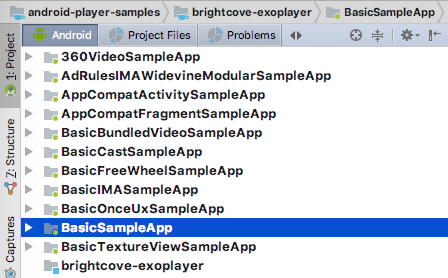 android-player-samples brightcove-exoplayer BasicSampleApp
Android Project Files Problems
1: Project
7: Structure
Captures
360VideoSampleApp
AdRulesIMAWidevineModularSampleApp
AppCompatActivitySampleApp
AppCompatFragmentSampleApp
BasicBundledVideoSampleApp
BasicCastSampleApp
BasicFreeWheelSampleApp
BasicIMASampleApp
BasicOnceUxSampleApp
BasicSampleApp
BasicTextureViewSampleApp
brightcove-exoplayer